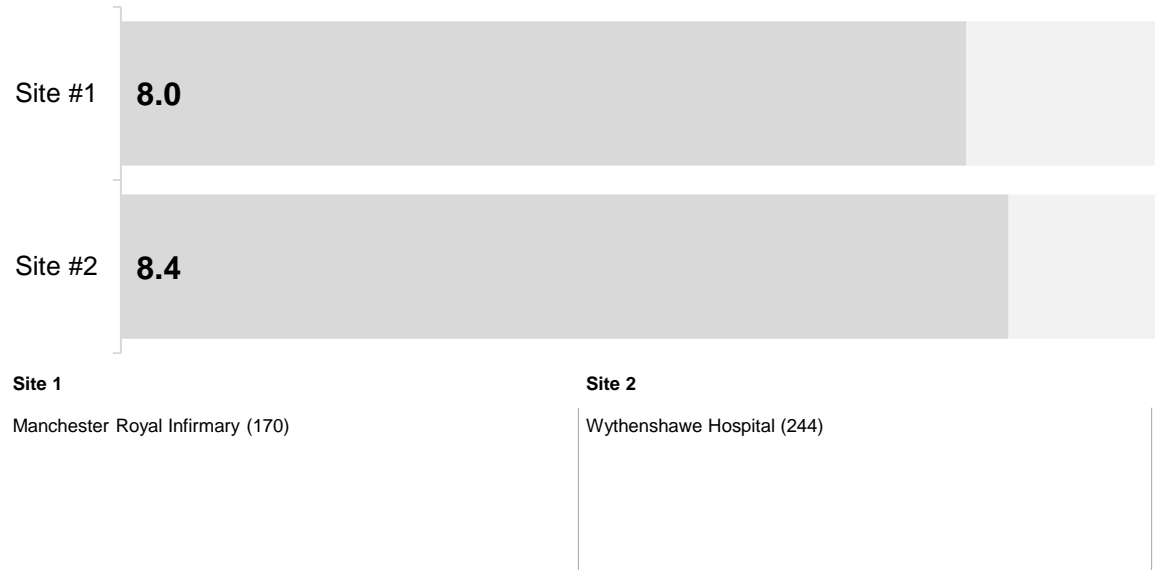 Site #1
8.0
Site #2
8.4
Site 1
Site 2
Manchester Royal Infirmary (170)
Wythenshawe Hospital (244)